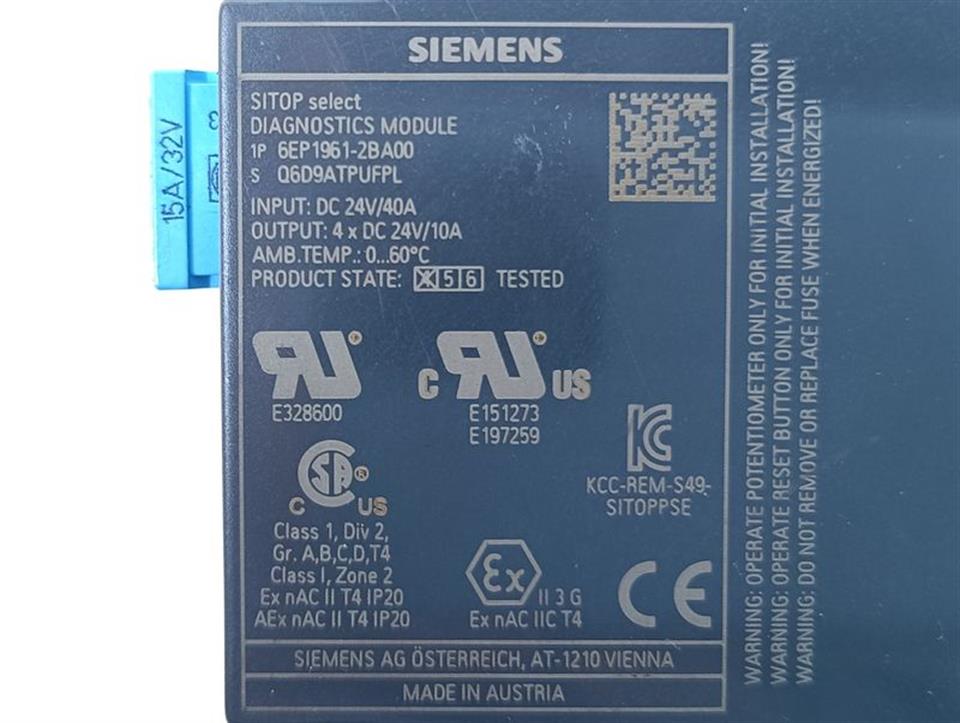 SIEMENS
SITOP select
DIAGNOSTICS MODULE
1P 6EP1961-2BA00
S Q6D9ATPUFPL
INPUT: DC 24V/40A
OUTPUT: 4 x DC 24V/10A
AMB.TEMP.: 0...60°C
PRODUCT STATE: X 5 6 TESTED
15A/32V
E328600
C US
E151273
E197259
SA
C US
Class 1, Div 2,
Gr. A,B,C,D,T4
Class I, Zone 2
Ex nAC II T4 IP20
AEx nAC II T4 IP20
KCC-REM-S49-
SITOPPSE
Ex II 3 G
Ex nAC IIC T4
CE
SIEMENS AG ÖSTERREICH, AT-1210 VIENNA
MADE IN AUSTRIA
WARNING: OPERATE POTENTIOMETER ONLY FOR INITIAL INSTALLATION!
WARNING: OPERATE RESET BUTTON ONLY FOR INITIAL INSTALLATION!
WARNING: DO NOT REMOVE OR REPLACE FUSE WHEN ENERGIZED!